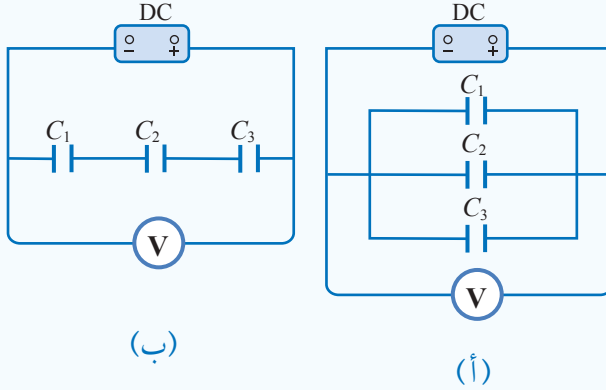 DC
- +
C1
C2
C3
V
(أ)
DC
- +
C1 C2 C3
V
(ب)